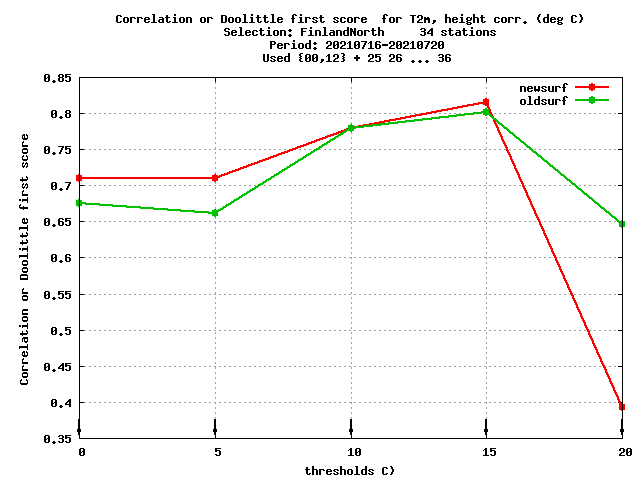 Correlation or Doolittle first score  for T2m, height corr. (deg C)
Selection: FinlandNorth     34 stations
Period: 20210716-20210720
Used {00,12} + 25 26 ... 36
newsurf
oldsurf
Correlation or Doolittle first score
0.85
0.8
0.75
0.7
0.65
0.6
0.55
0.5
0.45
0.4
0.35
0 5 10 15 20
thresholds C)